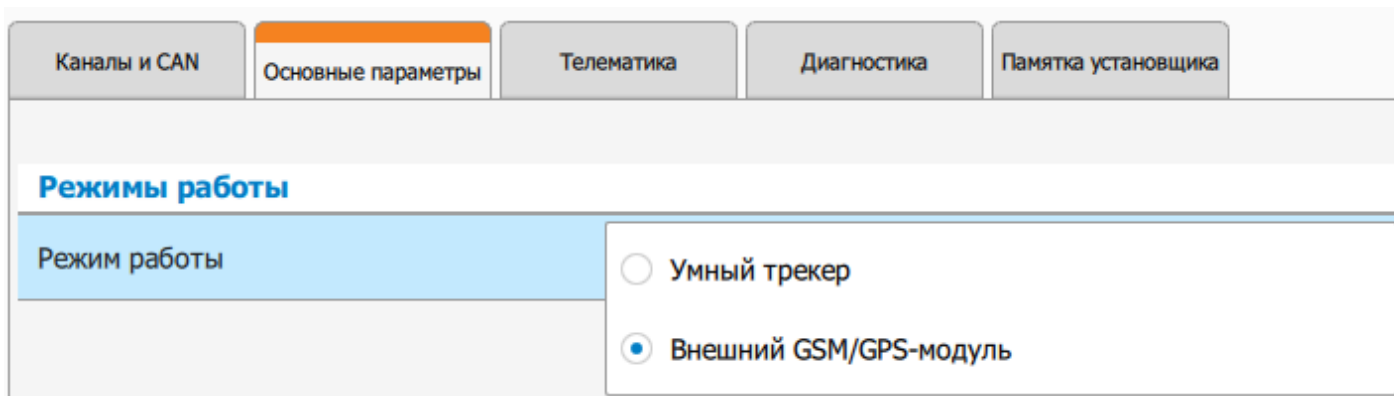 Каналы и CAN
Основные параметры
Телематика
Диагностика
Памятка установщика
Режимы работы
Режим работы
Умный трекер
Внешний GSM/GPS-модуль